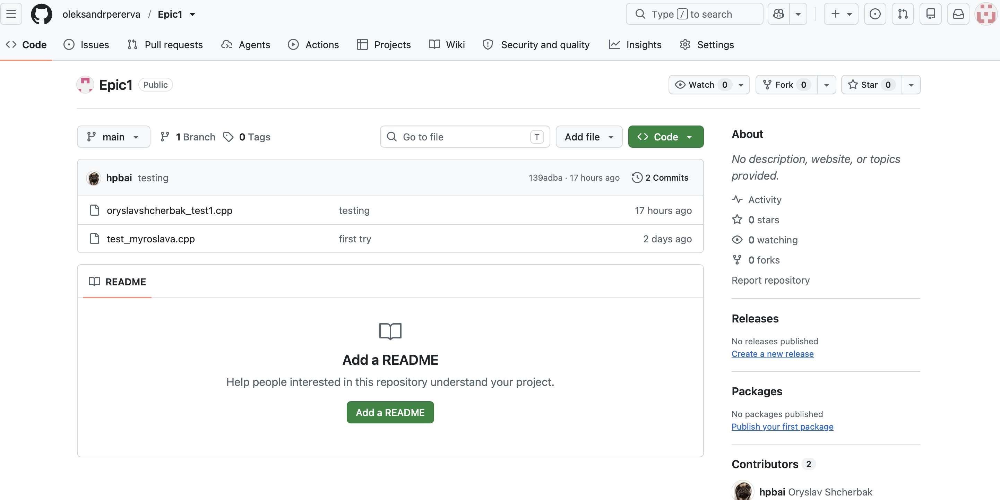 oleksandrpererva / Epic1
Type / to search
Code Issues Pull requests Agents Actions Projects Wiki Security and quality Insights Settings
Epic1 Public
Watch 0 Fork 0 Star 0
main 1 Branch 0 Tags Go to file T Add file Code
hpbai testing 139adba · 17 hours ago 2 Commits
oryslavshcherbak_test1.cpp testing 17 hours ago
test_myroslava.cpp first try 2 days ago
README
Add a README
Help people interested in this repository understand your project.
Add a README
About
No description, website, or topics
provided.
Activity
0 stars
0 watching
0 forks
Report repository
Releases
No releases published
Create a new release
Packages
No packages published
Publish your first package
Contributors 2
hpbai Oryslav Shcherbak